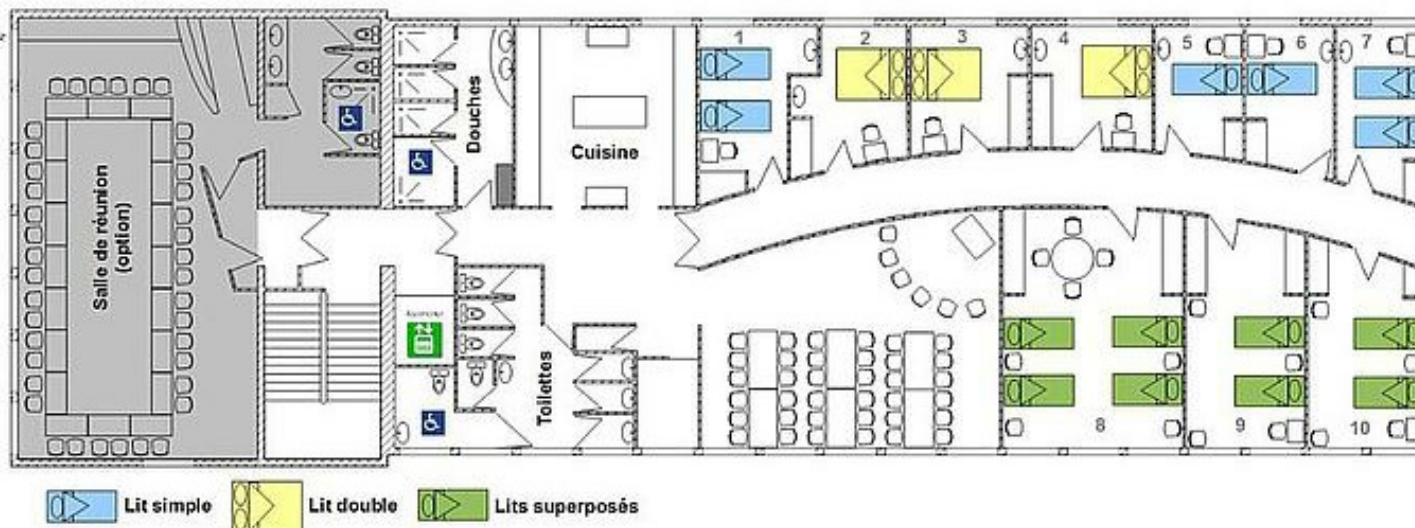 1
2
3
4
5
6
7
Douches
Cuisine
Salle de réunion
(option)
Toilettes
8
9
10
Lit simple
Lit double
Lits superposés